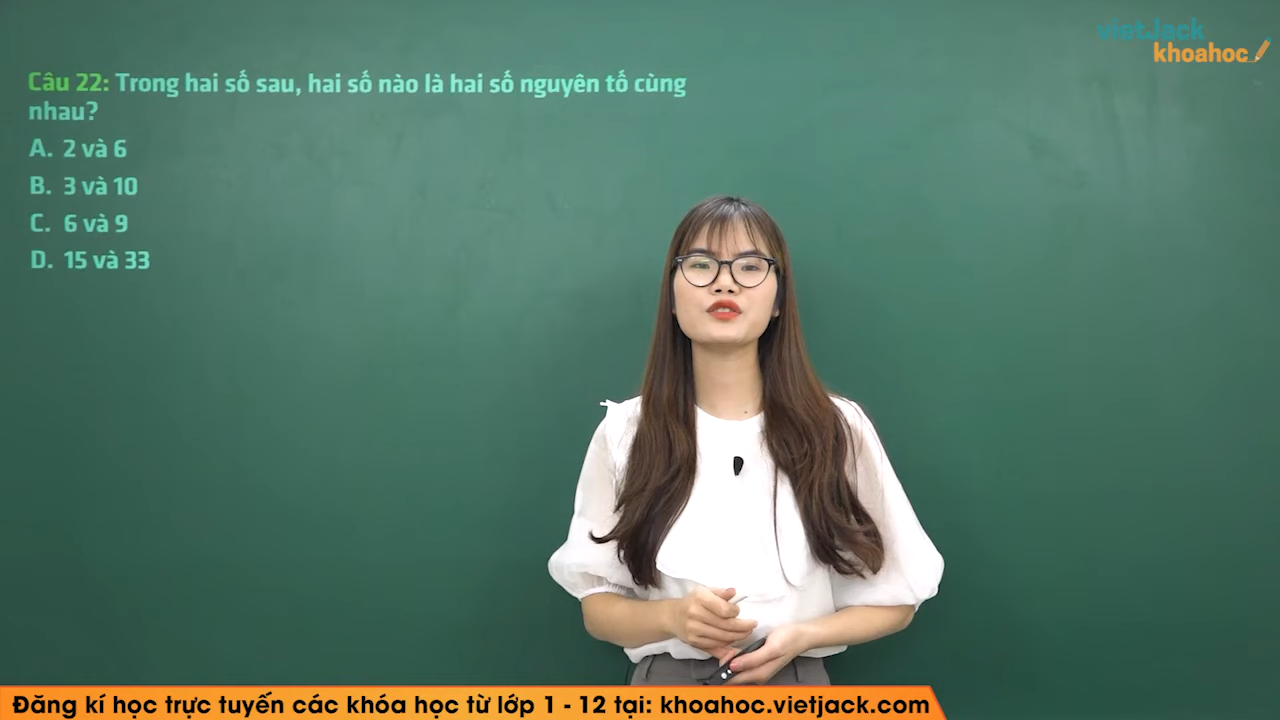 vietJack
khoahoc
Câu 22: Trong hai số sau, hai số nào là hai số nguyên tố cùng
nhau?
A. 2 và 6
B. 3 và 10
C. 6 và 9
D. 15 và 33
Đăng kí học trực tuyến các khóa học từ lớp 1 - 12 tại: khoahoc.vietjack.com